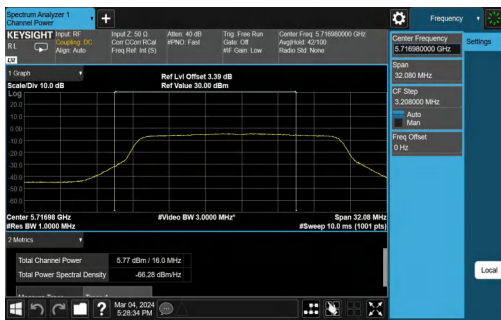 Spectrum Analyzer 1
Channel Power
Frequency
KEYSIGHT Input: RF
RL
Coupling: DC
Align: Auto
Input Z: 50 Ω
Corr CCorr RCal
Freq Ref: Int (S)
Atten: 40 dB
#PNO: Fast
Trig: Free Run
Gate: Off
#IF Gain: Low
Center Freq: 5.716980000 GHz
Avg|Hold: 42/100
Radio Std: None
LVI
Center Frequency
5.716980000 GHz
Settings
1 Graph
Scale/Div 10.0 dB
Ref Lvl Offset 3.39 dB
Ref Value 30.00 dBm
Span
32.080 MHz
CF Step
3.208000 MHz
Auto
Man
Freq Offset
0 Hz
Log
20.0
10.0
0.00
-10.0
-20.0
-30.0
-40.0
-50.0
-60.0
Center 5.71698 GHz
#Res BW 1.0000 MHz
#Video BW 3.0000 MHz*
Span 32.08 MHz
#Sweep 10.0 ms (1001 pts)
2 Metrics
Total Channel Power 5.77 dBm / 16.0 MHz
Total Power Spectral Density -66.28 dBm/Hz
Local
Mar 04, 2024
5:28:34 PM